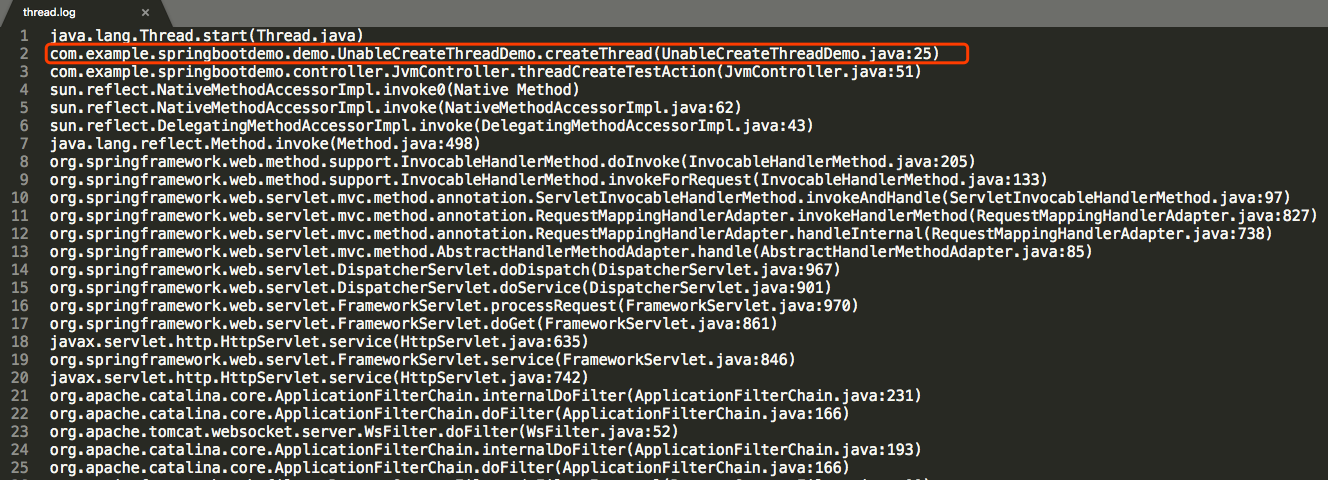 thread.log ×
1 java.lang.Thread.start(Thread.java)
2 com.example.springbootdemo.demo.UnableCreateThreadDemo.createThread(UnableCreateThreadDemo.java:25)
3 com.example.springbootdemo.controller.JvmController.threadCreateTestAction(JvmController.java:51)
4 sun.reflect.NativeMethodAccessorImpl.invoke0(Native Method)
5 sun.reflect.NativeMethodAccessorImpl.invoke(NativeMethodAccessorImpl.java:62)
6 sun.reflect.DelegatingMethodAccessorImpl.invoke(DelegatingMethodAccessorImpl.java:43)
7 java.lang.reflect.Method.invoke(Method.java:498)
8 org.springframework.web.method.support.InvocableHandlerMethod.doInvoke(InvocableHandlerMethod.java:205)
9 org.springframework.web.method.support.InvocableHandlerMethod.invokeForRequest(InvocableHandlerMethod.java:133)
10 org.springframework.web.servlet.mvc.method.annotation.ServletInvocableHandlerMethod.invokeAndHandle(ServletInvocableHandlerMethod.java:97)
11 org.springframework.web.servlet.mvc.method.annotation.RequestMappingHandlerAdapter.invokeHandlerMethod(RequestMappingHandlerAdapter.java:827)
12 org.springframework.web.servlet.mvc.method.annotation.RequestMappingHandlerAdapter.handleInternal(RequestMappingHandlerAdapter.java:738)
13 org.springframework.web.servlet.mvc.method.AbstractHandlerMethodAdapter.handle(AbstractHandlerMethodAdapter.java:85)
14 org.springframework.web.servlet.DispatcherServlet.doDispatch(DispatcherServlet.java:967)
15 org.springframework.web.servlet.DispatcherServlet.doService(DispatcherServlet.java:901)
16 org.springframework.web.servlet.FrameworkServlet.processRequest(FrameworkServlet.java:970)
17 org.springframework.web.servlet.FrameworkServlet.doGet(FrameworkServlet.java:861)
18 javax.servlet.http.HttpServlet.service(HttpServlet.java:635)
19 org.springframework.web.servlet.FrameworkServlet.service(FrameworkServlet.java:846)
20 javax.servlet.http.HttpServlet.service(HttpServlet.java:742)
21 org.apache.catalina.core.ApplicationFilterChain.internalDoFilter(ApplicationFilterChain.java:231)
22 org.apache.catalina.core.ApplicationFilterChain.doFilter(ApplicationFilterChain.java:166)
23 org.apache.tomcat.websocket.server.WsFilter.doFilter(WsFilter.java:52)
24 org.apache.catalina.core.ApplicationFilterChain.internalDoFilter(ApplicationFilterChain.java:193)
25 org.apache.catalina.core.ApplicationFilterChain.doFilter(ApplicationFilterChain.java:166)